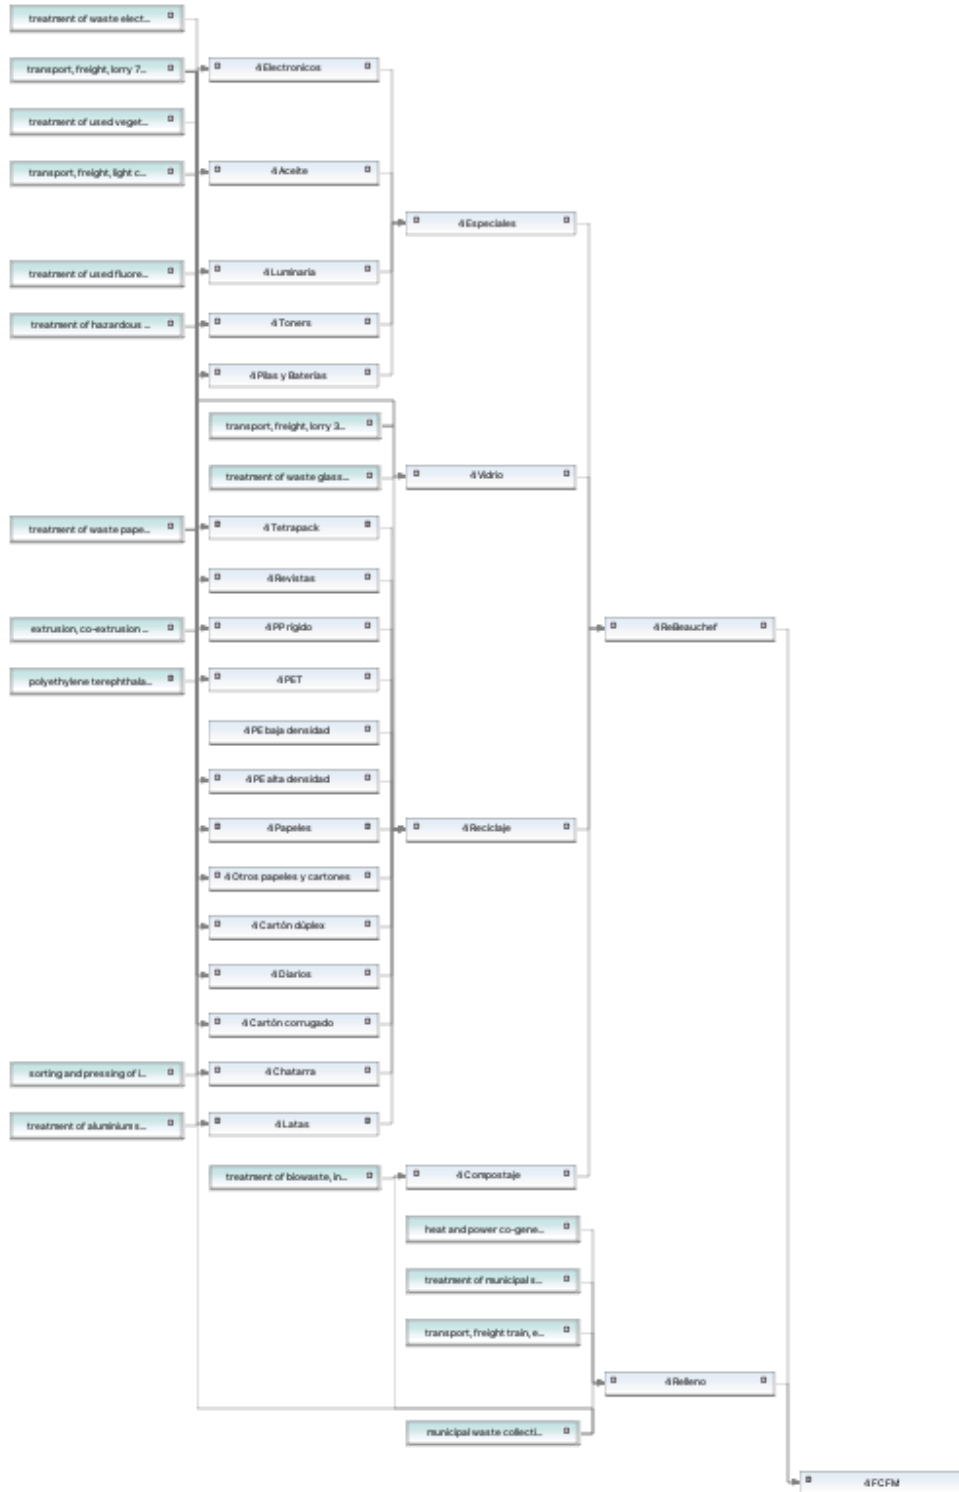 treatment of waste elect...
transport, freight, lorry 7...
4 Electronicos
treatment of used veget...
transport, freight, light c...
4 Aceite
4 Especiales
treatment of used fluore...
4 Luminaria
treatment of hazardous ...
4 Toners
4 Pilas y Baterías
transport, freight, lorry 3...
treatment of waste glass...
4 Vidrio
treatment of waste pape...
4 Tetrapack
4 Revistas
extrusion, co-extrusion ...
4 PP rígido
4 ReBeauchef
polyethylene terephthala...
4 PET
4 PE baja densidad
4 PE alta densidad
4 Papeles
4 Reciclaje
4 Otros papeles y cartones
4 Cartón dúplex
4 Diarios
4 Cartón corrugado
sorting and pressing of i...
4 Chatarra
treatment of aluminium s...
4 Latas
treatment of biowaste, in...
4 Compostaje
heat and power co-gene...
treatment of municipal s...
transport, freight train, e...
4 Relleno
municipal waste collecti...
4 FCFM